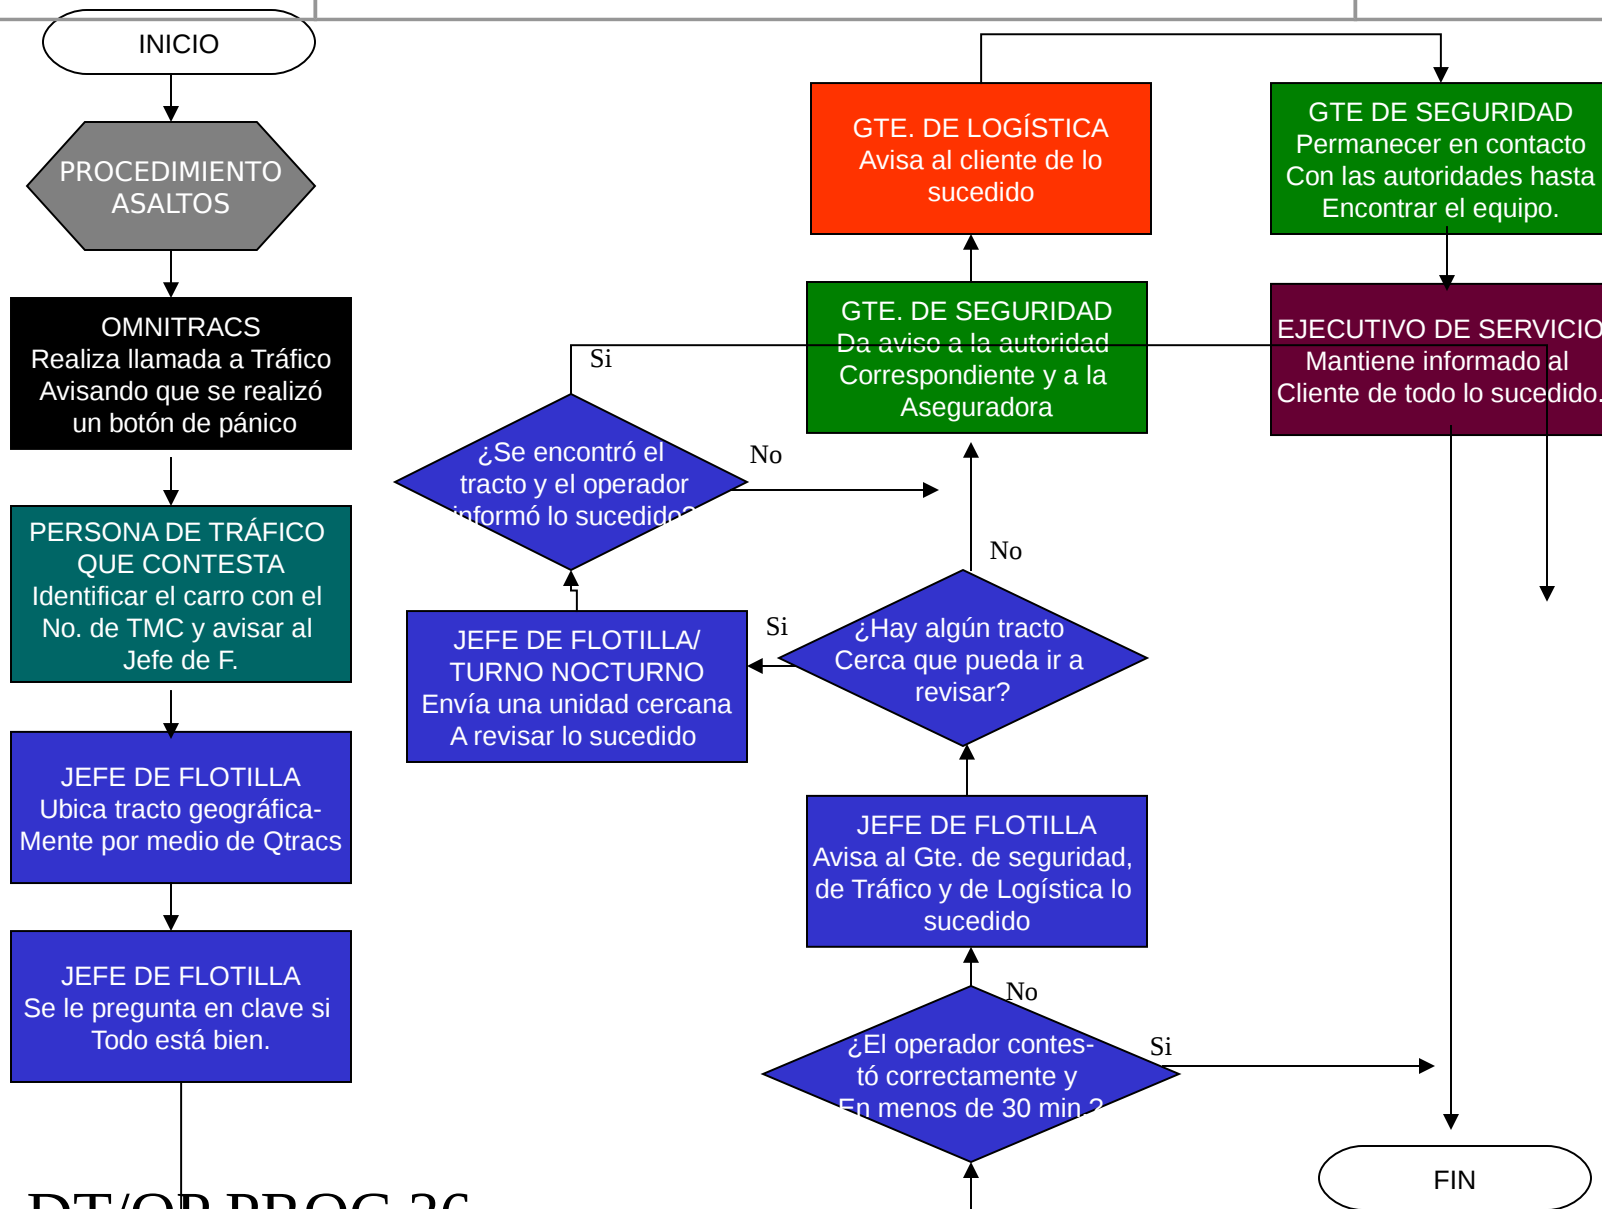 INICIO
PROCEDIMIENTO
ASALTOS
OMNITRACS
Realiza llamada a Tráfico
Avisando que se realizó
un botón de pánico
PERSONA DE TRÁFICO
QUE CONTESTA
Identificar el carro con el
No. de TMC y avisar al
Jefe de F.
JEFE DE FLOTILLA
Ubica tracto geográfica-
Mente por medio de Qtracs
JEFE DE FLOTILLA
Se le pregunta en clave si
Todo está bien.
DT/OP.PROG.26
¿El operador contes-
tó correctamente y
En menos de 30 min.?
Si
No
JEFE DE FLOTILLA
Avisa al Gte. de seguridad,
de Tráfico y de Logística lo
sucedido
¿Hay algún tracto
Cerca que pueda ir a
revisar?
Si
No
JEFE DE FLOTILLA/
TURNO NOCTURNO
Envía una unidad cercana
A revisar lo sucedido
¿Se encontró el
tracto y el operador
informó lo sucedido?
Si
No
GTE. DE SEGURIDAD
Da aviso a la autoridad
Correspondiente y a la
Aseguradora
GTE. DE LOGÍSTICA
Avisa al cliente de lo
sucedido
GTE DE SEGURIDAD
Permanecer en contacto
Con las autoridades hasta
Encontrar el equipo.
EJECUTIVO DE SERVICIO
Mantiene informado al
Cliente de todo lo sucedido.
FIN